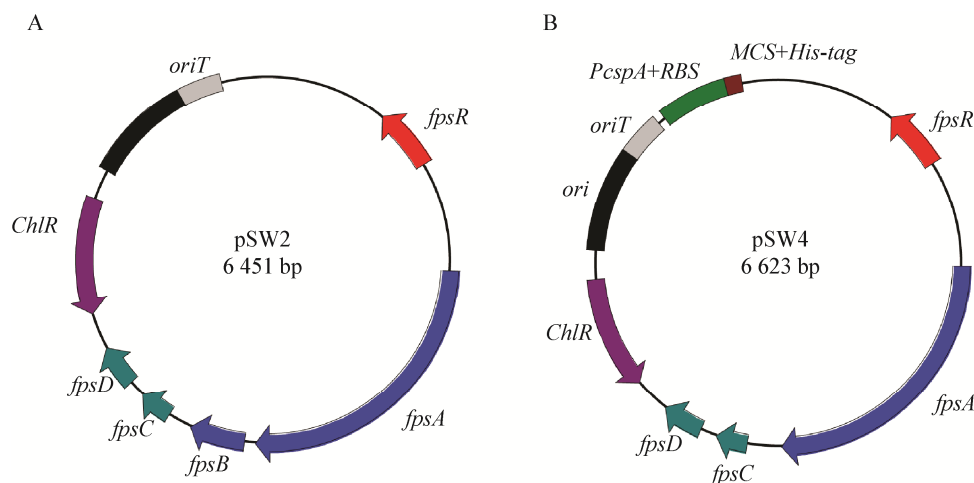 A
oriT
fpsR
ChlR
pSW2
6 451 bp
fpsD
fpsC
fpsB
fpsA
B
MCS+His-tag
PcspA+RBS
oriT
fpsR
ori
pSW4
6 623 bp
ChlR
fpsD
fpsC
fpsA